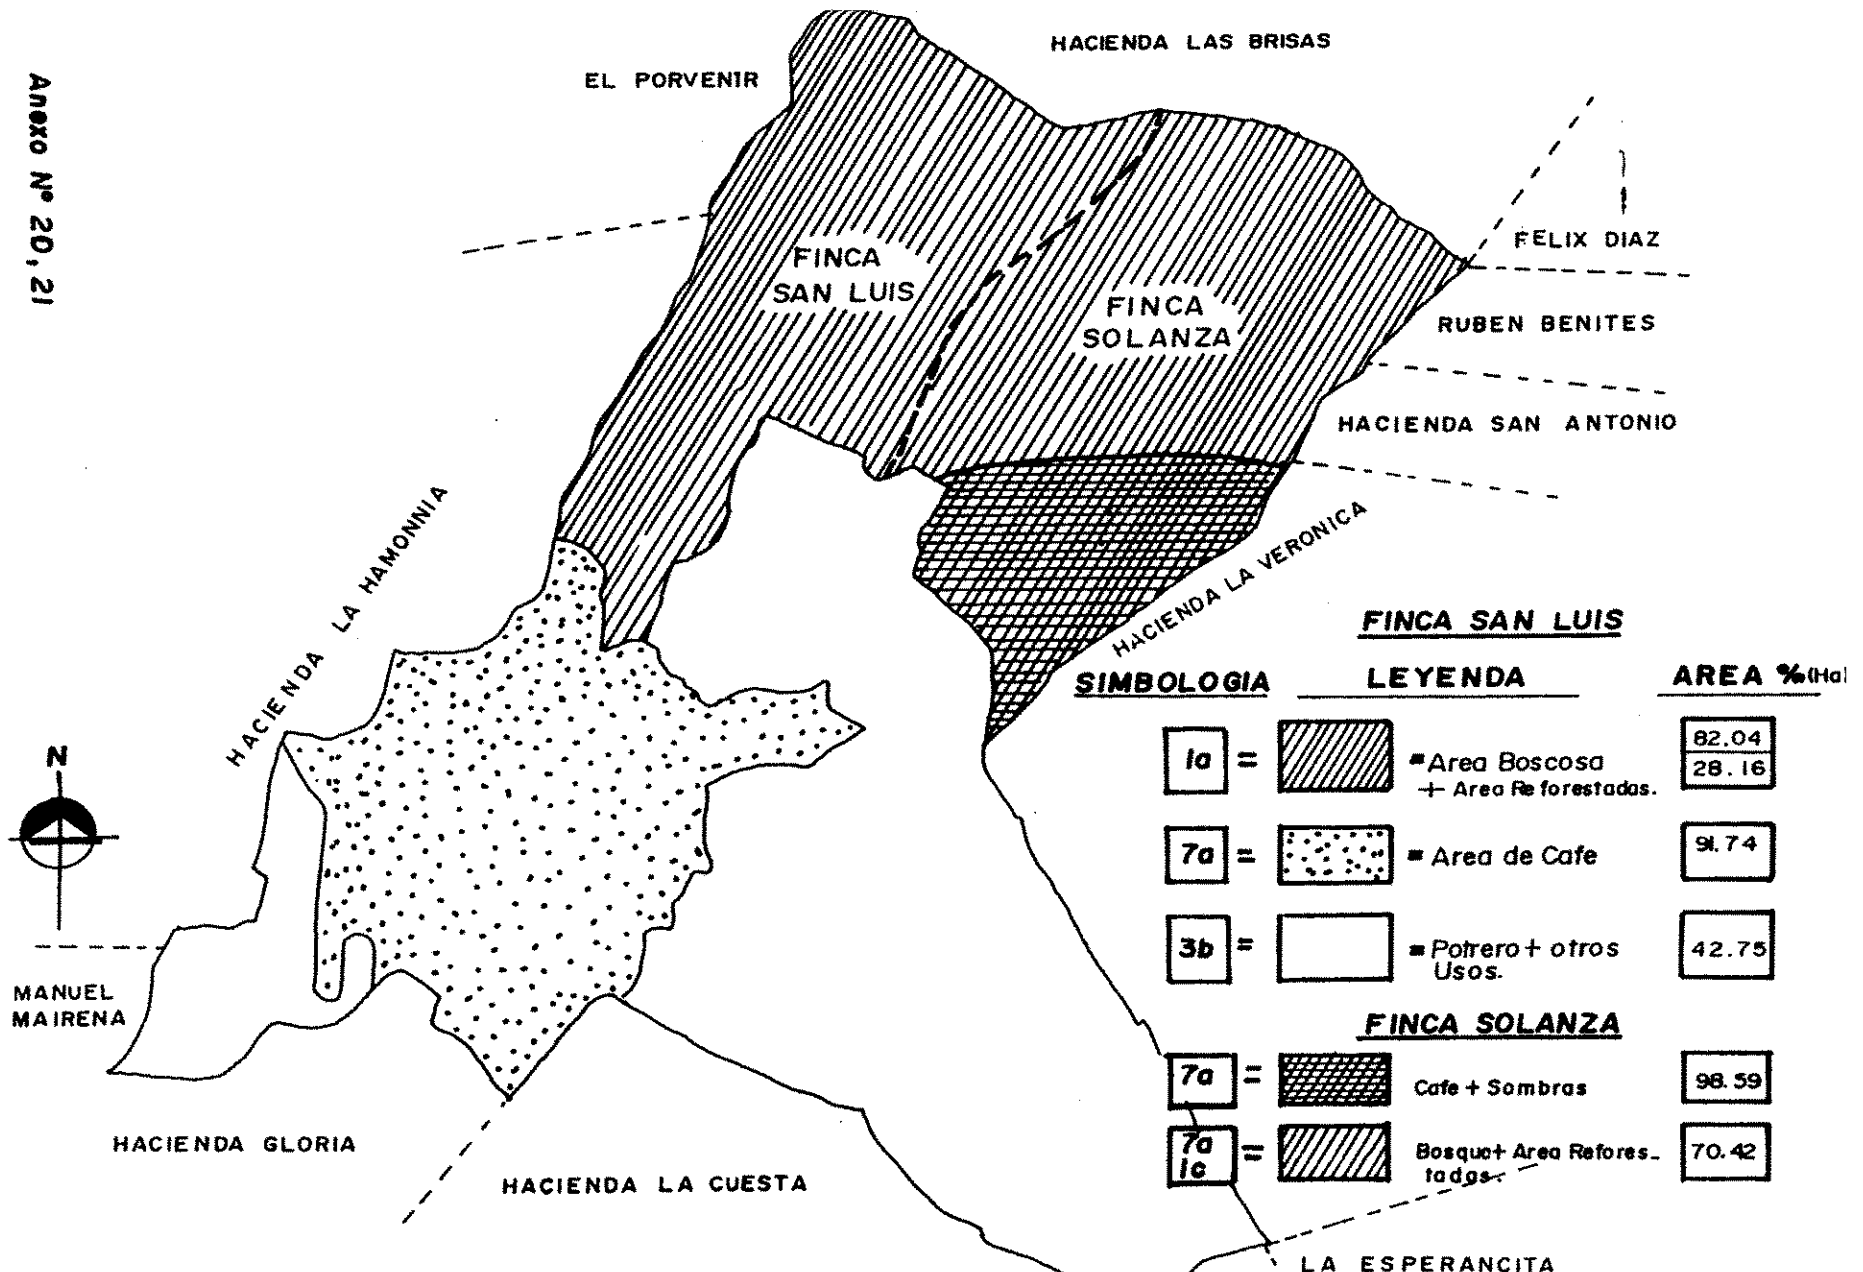 Anexo Nº 20,21
HACIENDA LAS BRISAS
EL PORVENIR
FELIX DIAZ
FINCA
SAN LUIS
FINCA
SOLANZA
RUBEN BENITES
HACIENDA SAN ANTONIO
HACIENDA LA HAMONNIA
HACIENDA LA VERONICA
N
MANUEL
MAIRENA
HACIENDA GLORIA
HACIENDA LA CUESTA
LA ESPERANCITA
FINCA SAN LUIS
SIMBOLOGIA LEYENDA AREA % (Ha)
1a = = Area Boscosa 82.04
+ Area Reforestadas. 28.16
7a = = Area de Cafe 91.74
3b = = Potrero + otros 42.75
Usos.
FINCA SOLANZA
7a = Cafe + Sombras 98.59
7a
1c = Bosque + Area Refores_ 70.42
tadas.